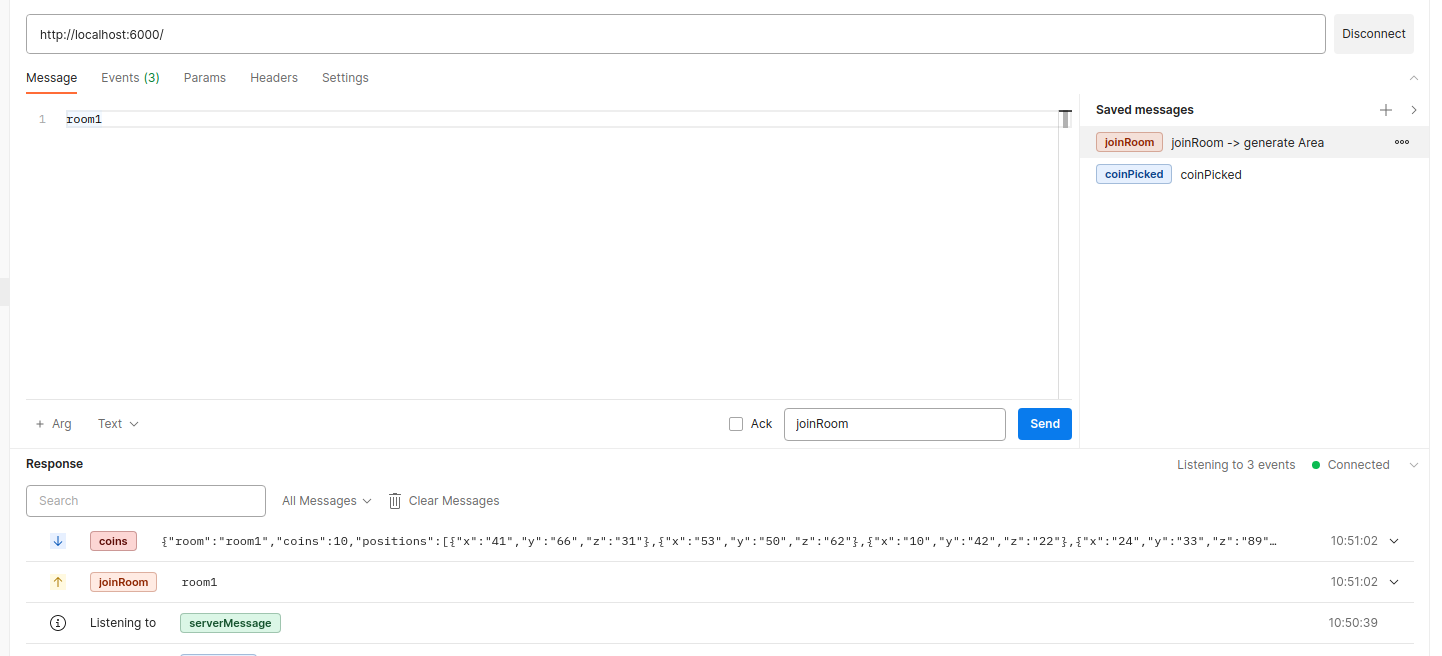 http://localhost:6000/
Disconnect
Message Events (3) Params Headers Settings
1 room1
Saved messages
joinRoom joinRoom -> generate Area
coinPicked coinPicked
+ Arg Text Ack joinRoom Send
Response Listening to 3 events Connected
Search All Messages Clear Messages
coins {"room":"room1","coins":10,"positions":[{"x":"41","y":"66","z":"31"},{"x":"53","y":"50","z":"62"},{"x":"10","y":"42","z":"22"},{"x":"24","y":"33","z":"89"… 10:51:02
joinRoom room1 10:51:02
Listening to serverMessage 10:50:39